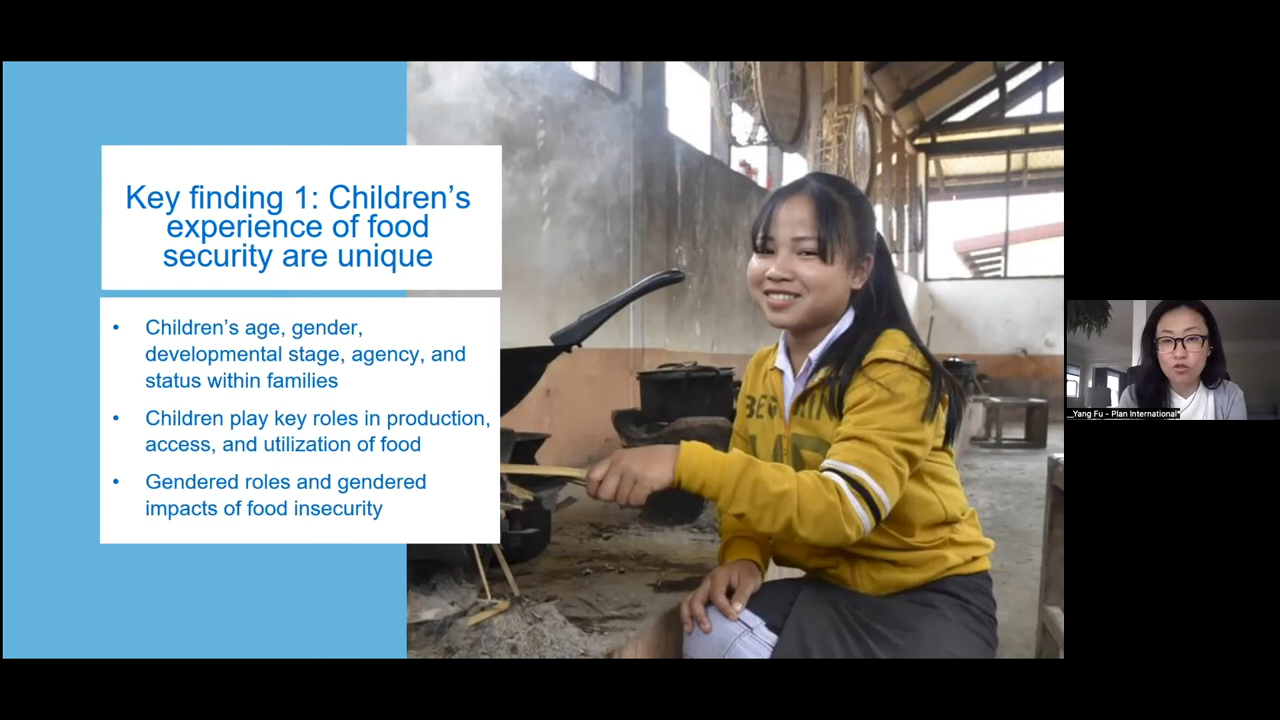 Key finding 1: Children’s
experience of food
security are unique
• Children’s age, gender,
developmental stage, agency, and
status within families
• Children play key roles in production,
access, and utilization of food
• Gendered roles and gendered
impacts of food insecurity
__Yang Fu - Plan International"